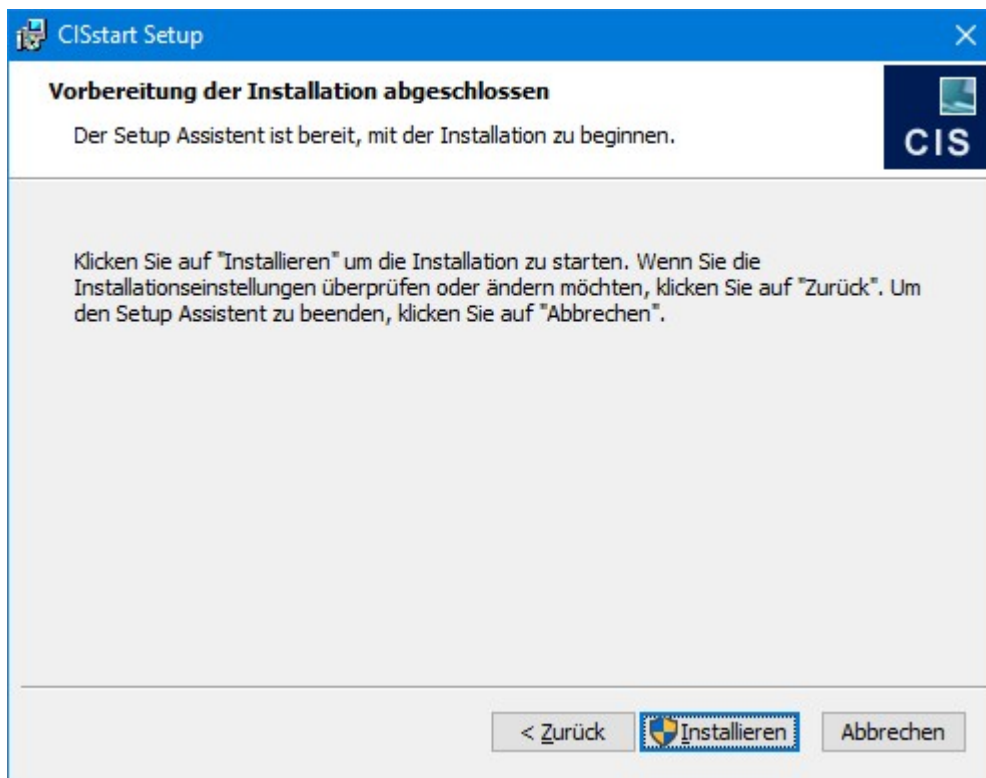 CISstart Setup
Vorbereitung der Installation abgeschlossen
Der Setup Assistent ist bereit, mit der Installation zu beginnen.
CIS
Klicken Sie auf "Installieren" um die Installation zu starten. Wenn Sie die
Installationseinstellungen überprüfen oder ändern möchten, klicken Sie auf "Zurück". Um
den Setup Assistent zu beenden, klicken Sie auf "Abbrechen".
< Zurück Installieren Abbrechen